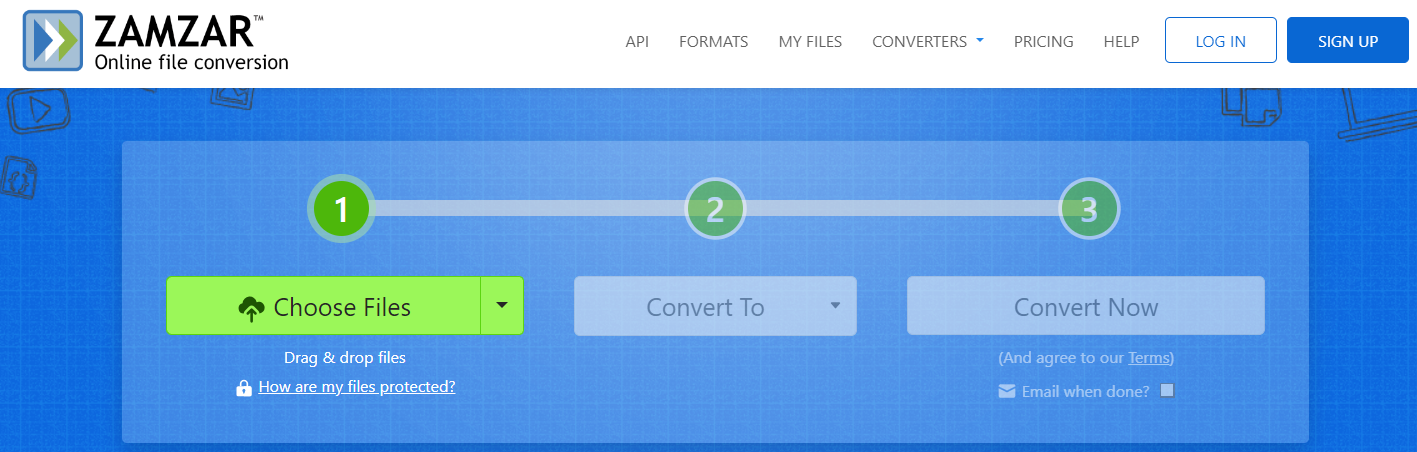 ZAMZAR™
Online file conversion
API FORMATS MY FILES CONVERTERS PRICING HELP LOG IN SIGN UP
1 2 3
Choose Files Convert To Convert Now
Drag & drop files (And agree to our Terms)
How are my files protected? Email when done?